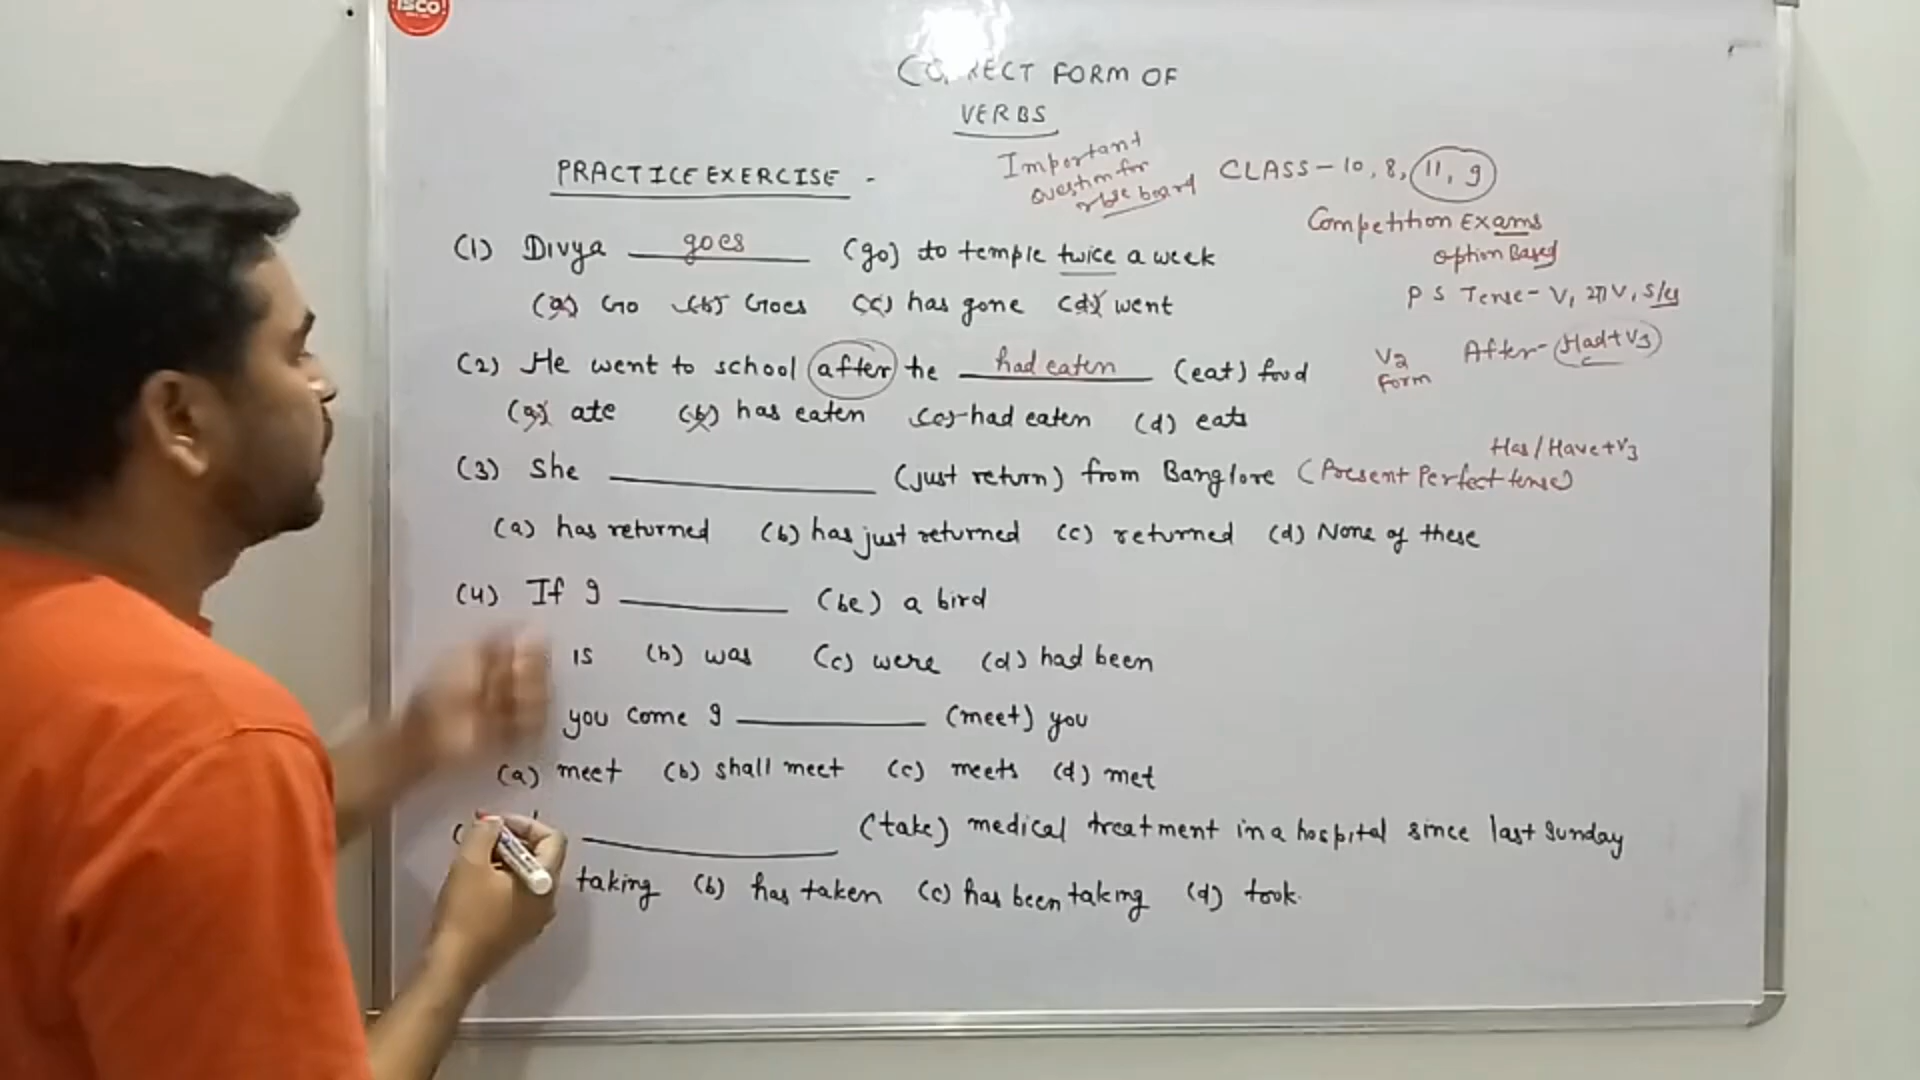 ISCO!
CORRECT FORM OF
VERBS
PRACTICE EXERCISE -
Important
Question for
rbse board
CLASS - 10, 8, 11, 9
Competition Exams
option Based
(1) Divya goes (go) to temple twice a week
(a) Go (b) Goes (c) has gone (d) went
P S Tense - V1 या V1 s/es
(2) He went to school after he had eaten (eat) food
V2 Form
After - Had+V3
(a) ate (b) has eaten (c) had eaten (d) eats
(3) She ________ (just return) from Banglore (Present Perfect tense)
Has/Have+V3
(a) has returned (b) has just returned (c) returned (d) None of these
(4) If I ________ (be) a bird
is (b) was (c) were (d) had been
you come I ________ (meet) you
(a) meet (b) shall meet (c) meets (d) met
________ (take) medical treatment in a hospital since last Sunday
taking (b) has taken (c) has been taking (d) took.